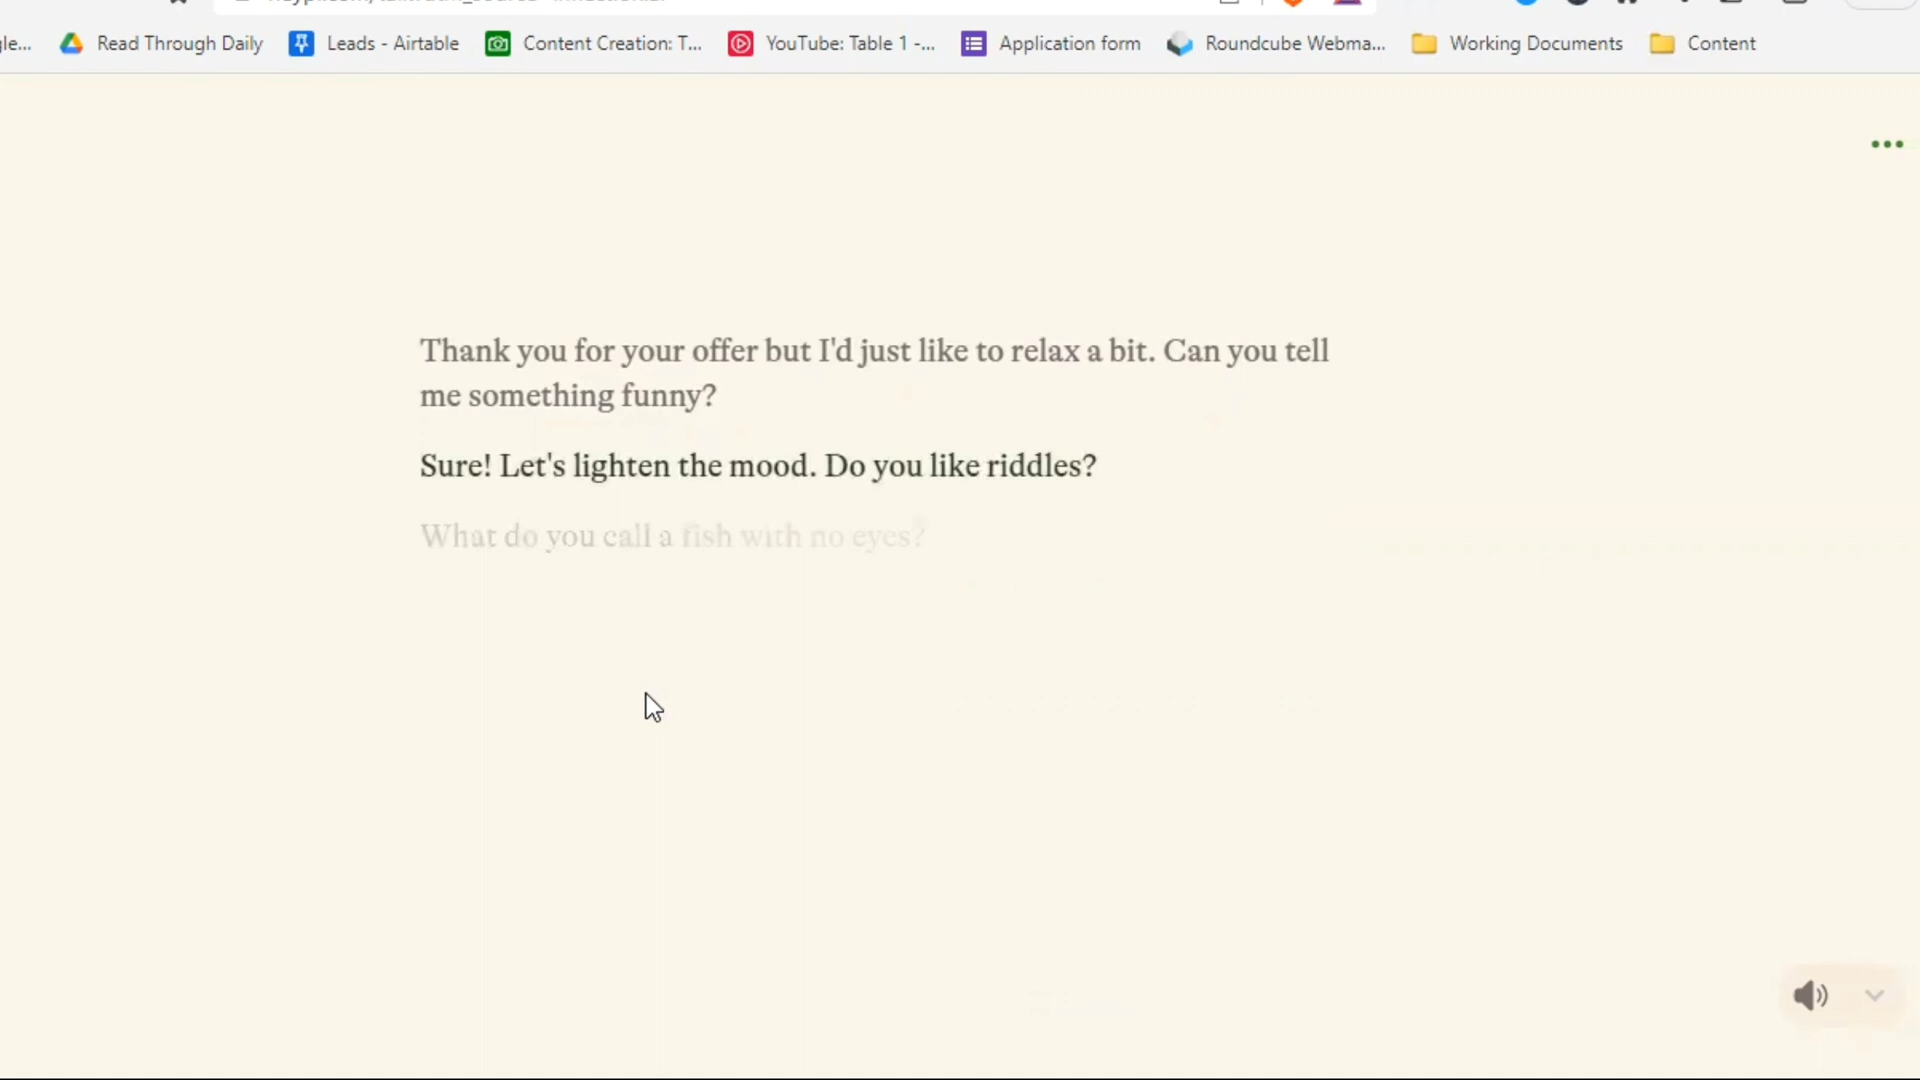 le... Read Through Daily Leads - Airtable Content Creation: T... YouTube: Table 1 -... Application form Roundcube Webma... Working Documents Content
Thank you for your offer but I'd just like to relax a bit. Can you tell
me something funny?
Sure! Let's lighten the mood. Do you like riddles?
What do you call a fish with no eyes?